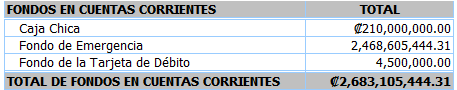 FONDOS EN CUENTAS CORRIENTES TOTAL
Caja Chica ₡210,000,000.00
Fondo de Emergencia 2,468,605,444.31
Fondo de la Tarjeta de Débito 4,500,000.00
TOTAL DE FONDOS EN CUENTAS CORRIENTES ₡2,683,105,444.31